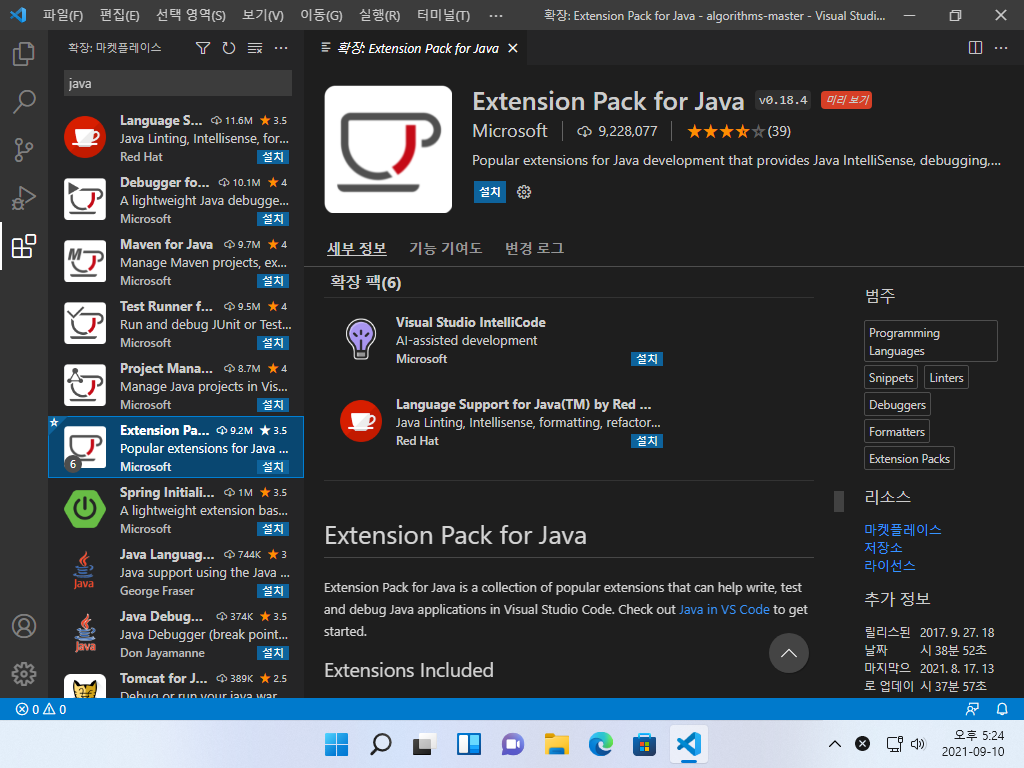 파일(F) 편집(E) 선택 영역(S) 보기(V) 이동(G) 실행(R) 터미널(T) ··· 확장: Extension Pack for Java - algorithms-master - Visual Studi...
확장: 마켓플레이스
java
Language S... 11.6M ★ 3.5
Java Linting, Intellisense, for...
Red Hat 설치
Debugger fo... 10.1M ★ 4
A lightweight Java debugge...
Microsoft 설치
Maven for Java 9.7M ★ 4
Manage Maven projects, ex...
Microsoft 설치
Test Runner f... 9.5M ★ 4
Run and debug JUnit or Test...
Microsoft 설치
Project Mana... 8.7M ★ 4
Manage Java projects in Vis...
Microsoft 설치
Extension Pa... 9.2M ★ 3.5
Popular extensions for Java ...
6
Microsoft 설치
Spring Initiali... 1M ★ 3.5
A lightweight extension bas...
Microsoft 설치
Java Languag... 744K ★ 3
Java support using the Java ...
George Fraser 설치
Java Debug... 374K ★ 3.5
Java Debugger (break point...
Don Jayamanne 설치
Tomcat for J... 389K ★ 2.5
Debug or run your java war
확장: Extension Pack for Java
Extension Pack for Java v0.18.4 미리 보기
Microsoft 9,228,077 ★★★★☆(39)
Popular extensions for Java development that provides Java IntelliSense, debugging,...
설치
세부 정보 기능 기여도 변경 로그
확장 팩(6)
Visual Studio IntelliCode
AI-assisted development
Microsoft 설치
Language Support for Java(TM) by Red ...
Java Linting, Intellisense, formatting, refactor...
Red Hat 설치
Extension Pack for Java
Extension Pack for Java is a collection of popular extensions that can help write, test
and debug Java applications in Visual Studio Code. Check out Java in VS Code to get
started.
Extensions Included
범주
Programming
Languages
Snippets Linters
Debuggers
Formatters
Extension Packs
리소스
마켓플레이스
저장소
라이선스
추가 정보
릴리스된 2017. 9. 27. 18
날짜 시 38분 52초
마지막으 2021. 8. 17. 13
로 업데이 시 37분 57초
0 0
오후 5:24
2021-09-10